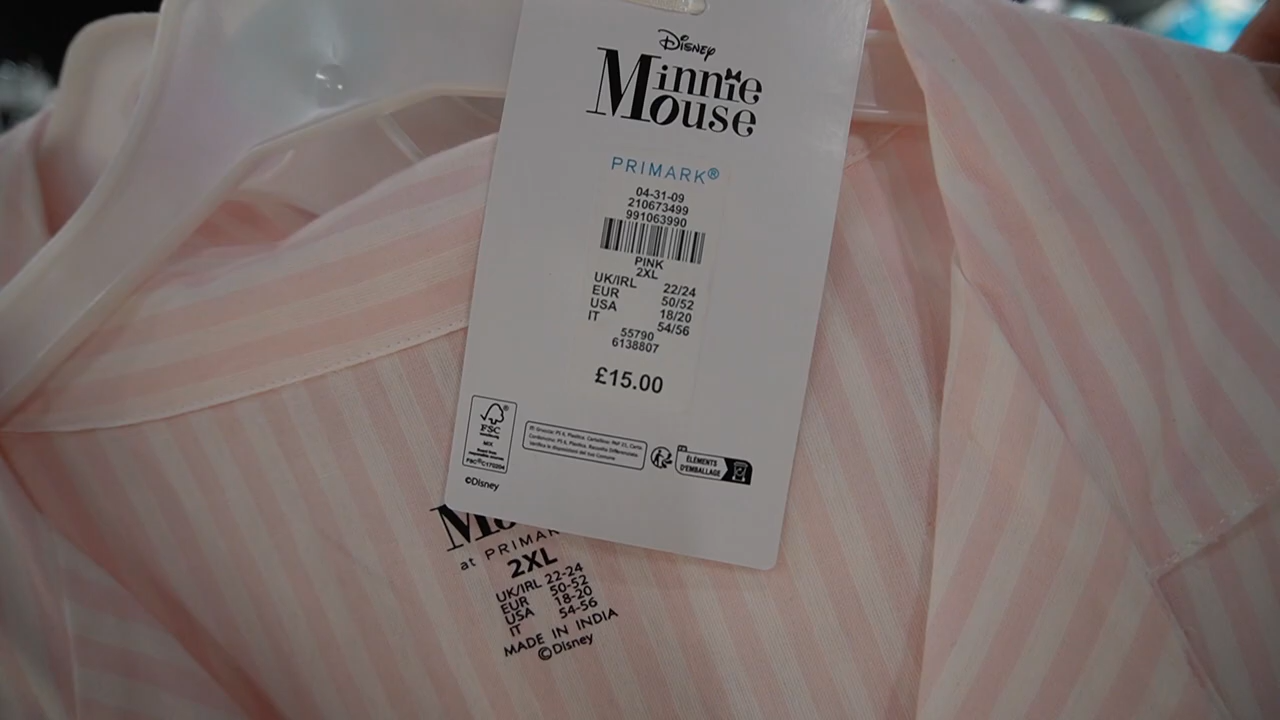 Disney
Minnie
Mouse
PRIMARK®
04-31-09
210673499
991063990
PINK
2XL
UK/IRL 22/24
EUR 50/52
USA 18/20
IT 54/56
55790
6138807
£15.00
FSC®
MIX
FSC®C170204
ÉLÉMENTS
D'EMBALLAGE
©Disney
at PRIMARK
2XL
UK/IRL 22-24
EUR 50-52
USA 18-20
IT 54-56
MADE IN INDIA
©Disney